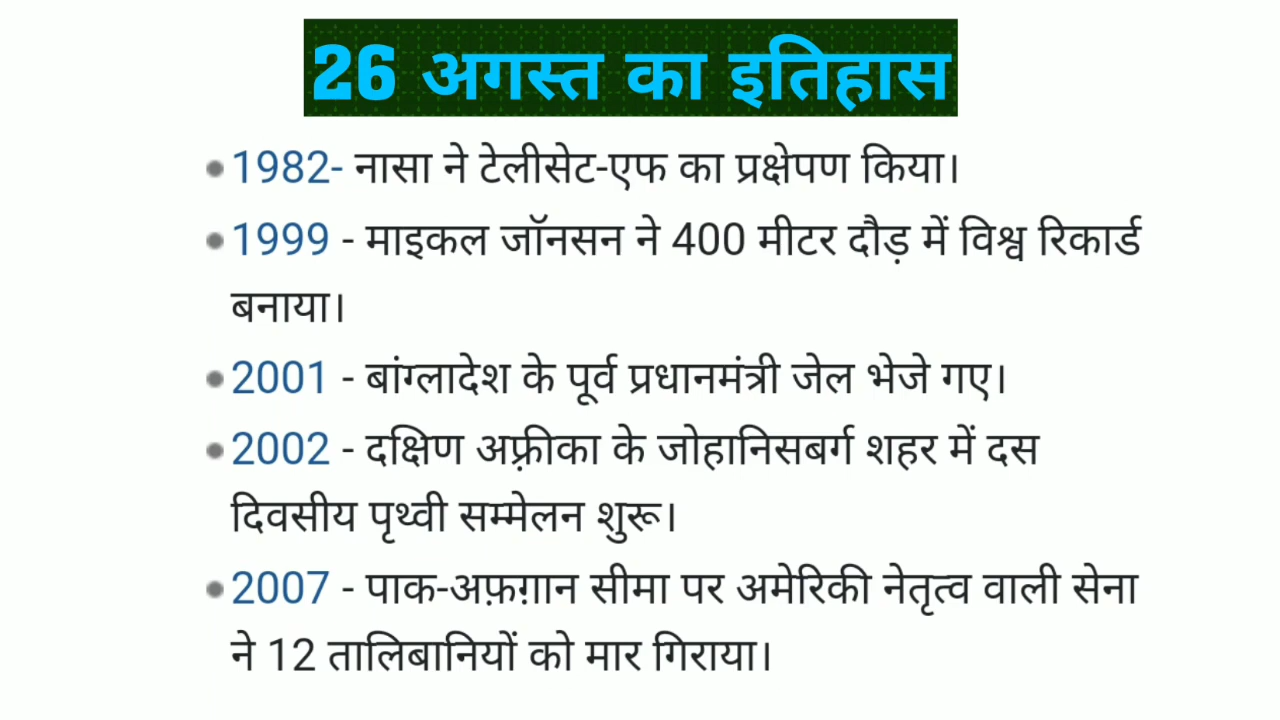 26 अगस्त का इतिहास
1982- नासा ने टेलीसेट-एफ का प्रक्षेपण किया।
1999 - माइकल जॉनसन ने 400 मीटर दौड़ में विश्व रिकार्ड
बनाया।
2001 - बांग्लादेश के पूर्व प्रधानमंत्री जेल भेजे गए।
2002 - दक्षिण अफ़्रीका के जोहानिसबर्ग शहर में दस
दिवसीय पृथ्वी सम्मेलन शुरू।
2007 - पाक-अफ़ग़ान सीमा पर अमेरिकी नेतृत्व वाली सेना
ने 12 तालिबानियों को मार गिराया।